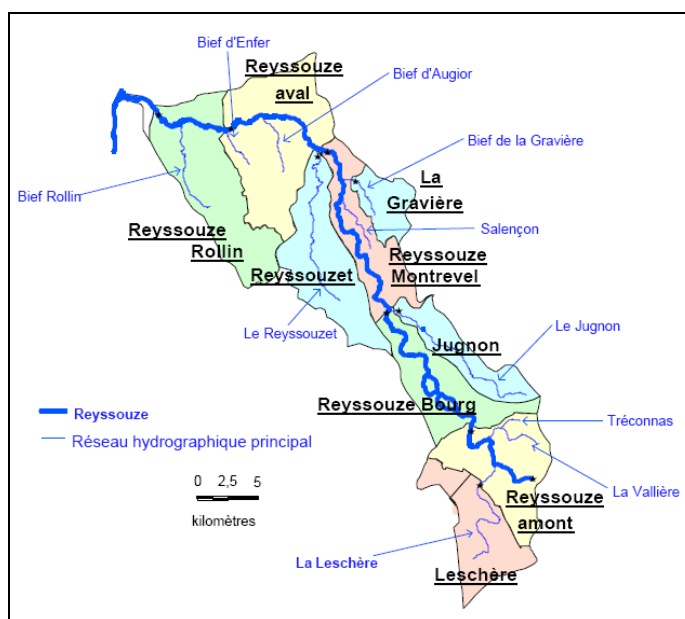 Bief d'Enfer
Reyssouze
aval
Bief d'Augior
Bief de la Gravière
La
Gravière
Bief Rollin
Salençon
Reyssouze
Rollin
Reyssouzet
Reyssouze
Montrevel
Le Reyssouzet
Le Jugnon
Jugnon
Reyssouze Bourg
Reyssouze
Tréconnas
Réseau hydrographique principal
0 2,5 5
kilomètres
La Vallière
Reyssouze
amont
La Leschère
Leschère